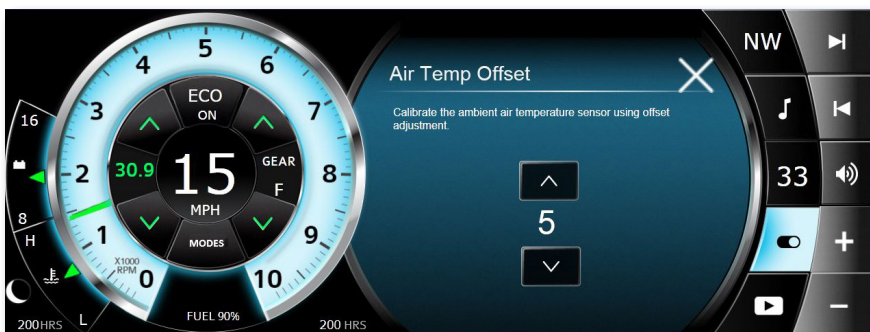 5
4
6
3
7
2
8
1
9
0
10
X1000
RPM
16
8
H
L
200 HRS
ECO
ON
30.9
15
MPH
GEAR
F
MODES
FUEL 90%
200 HRS
Air Temp Offset
Calibrate the ambient air temperature sensor using offset
adjustment.
5
NW
33